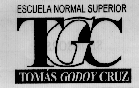 ESCUELA NORMAL SUPERIOR
TGC
TOMÁS GODOY CRUZ